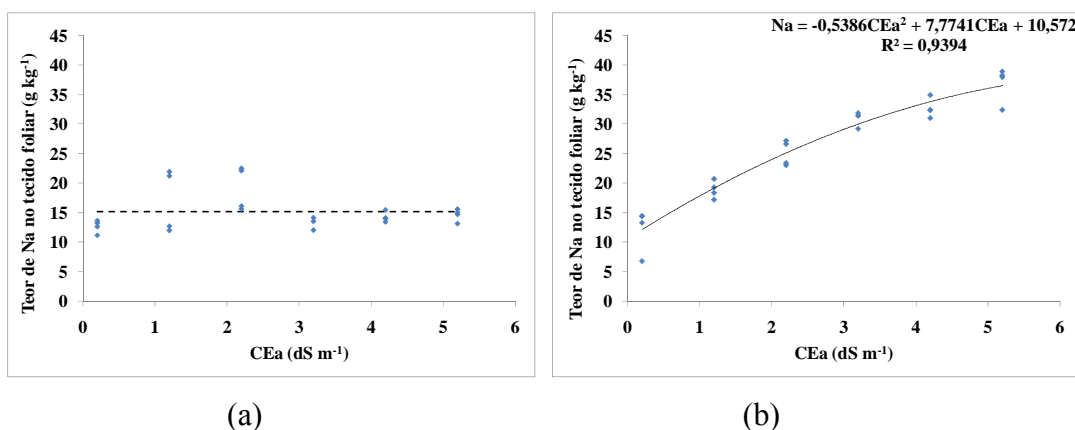 Teor de Na no tecido foliar (g kg⁻¹)
45
40
35
30
25
20
15
10
5
0
0 1 2 3 4 5 6
CEa (dS m⁻¹)
(a)
Na = -0,5386CEa² + 7,7741CEa + 10,572
R² = 0,9394
Teor de Na no tecido foliar (g kg⁻¹)
45
40
35
30
25
20
15
10
5
0
0 1 2 3 4 5 6
CEa (dS m⁻¹)
(b)